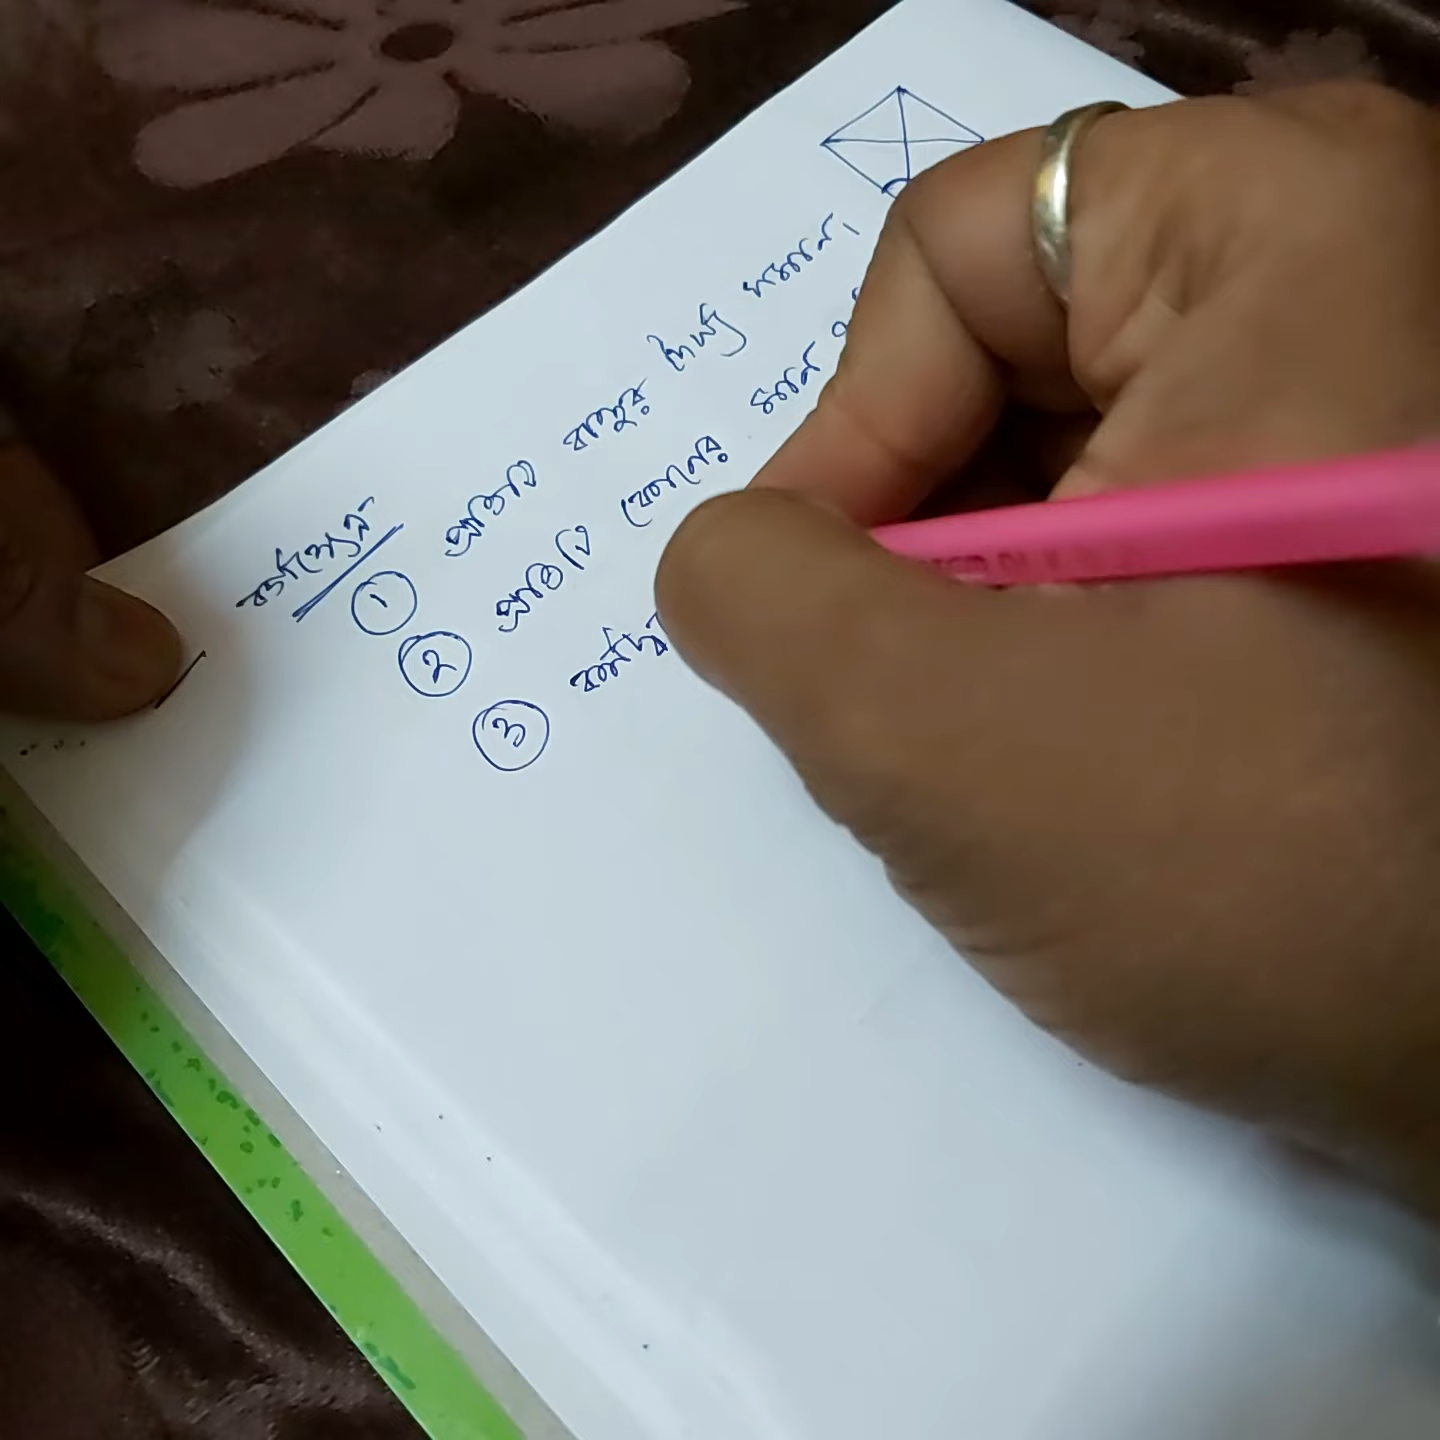 বর্গক্ষেত্র
① প্রতিটি বাহুর দৈর্ঘ্য সমান।
② প্রতিটি কোণের মান
③ কর্ণদ্ব